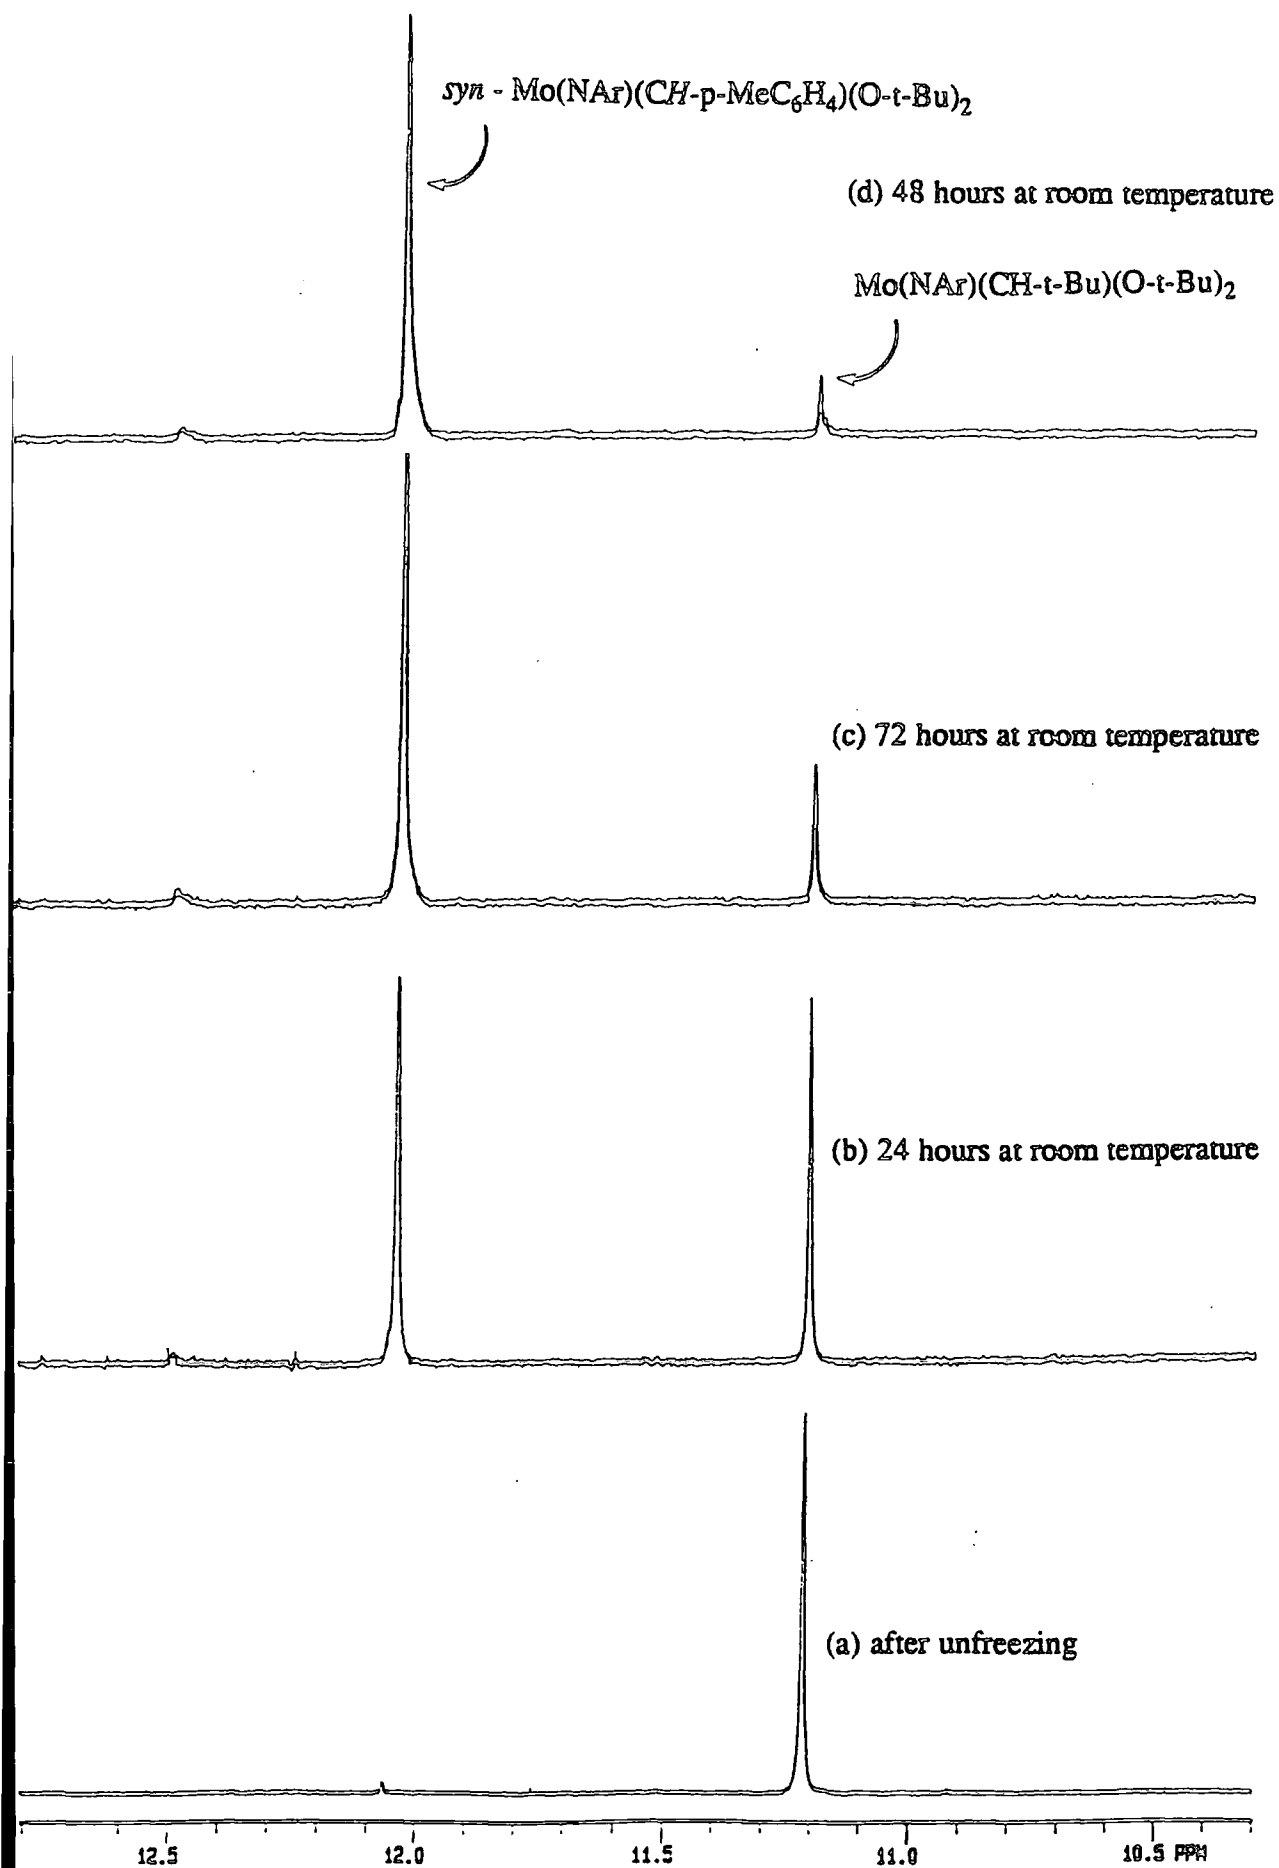 syn - Mo(NAr)(CH-p-MeC₆H₄)(O-t-Bu)₂
(d) 48 hours at room temperature
Mo(NAr)(CH-t-Bu)(O-t-Bu)₂
(c) 72 hours at room temperature
(b) 24 hours at room temperature
(a) after unfreezing
12.5 12.0 11.5 11.0 10.5 PPM